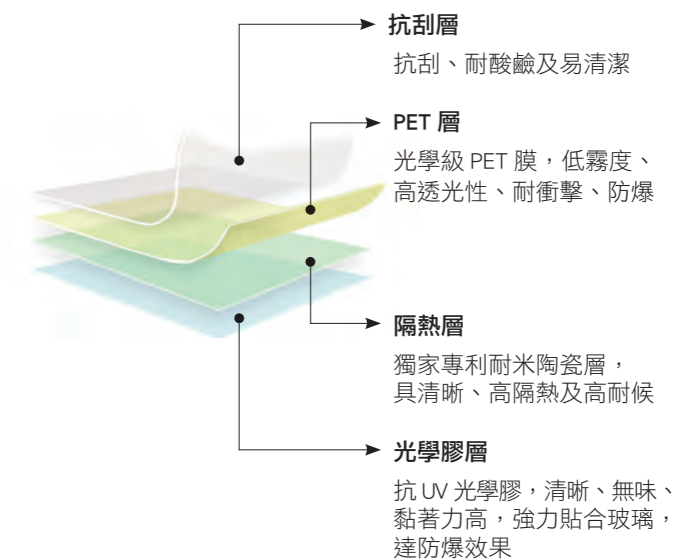 抗刮層
抗刮、耐酸鹼及易清潔
PET 層
光學級 PET 膜，低霧度、
高透光性、耐衝擊、防爆
隔熱層
獨家專利耐米陶瓷層，
具清晰、高隔熱及高耐候
光學膠層
抗 UV 光學膠，清晰、無味、
黏著力高，強力貼合玻璃，
達防爆效果